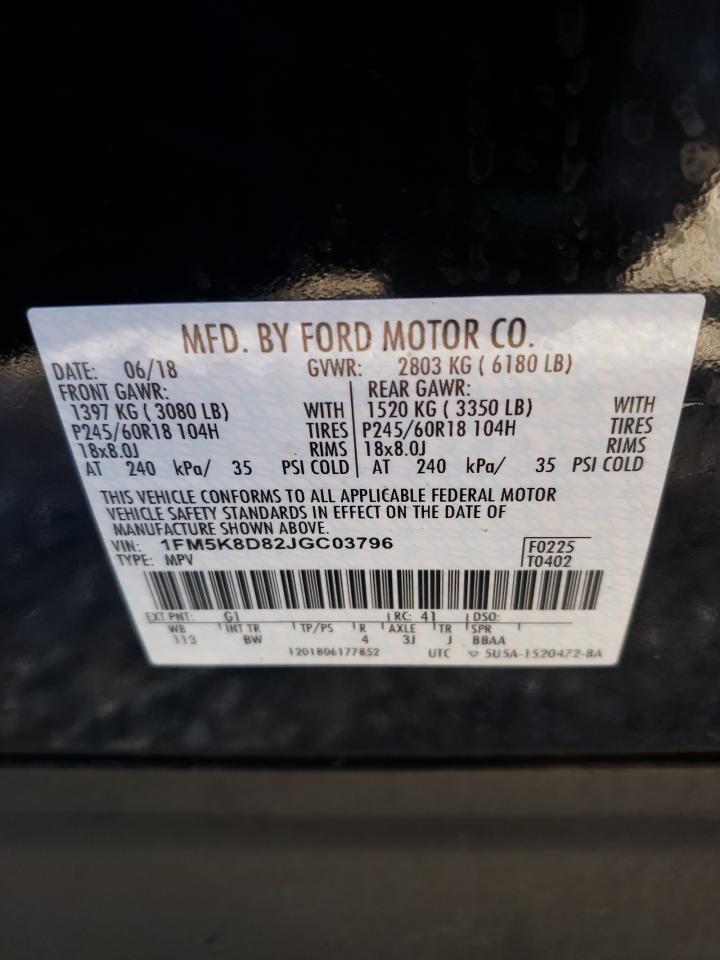 MFD. BY FORD MOTOR CO.
DATE: 06/18 GVWR: 2803 KG ( 6180 LB)
FRONT GAWR: REAR GAWR:
1397 KG ( 3080 LB) WITH 1520 KG ( 3350 LB) WITH
P245/60R18 104H TIRES P245/60R18 104H TIRES
18x8.0J RIMS 18x8.0J RIMS
AT 240 kPa/ 35 PSI COLD AT 240 kPa/ 35 PSI COLD
THIS VEHICLE CONFORMS TO ALL APPLICABLE FEDERAL MOTOR
VEHICLE SAFETY STANDARDS IN EFFECT ON THE DATE OF
MANUFACTURE SHOWN ABOVE.
VIN: 1FM5K8D82JGC03796 F0225
TYPE: MPV T0402
EXT PNT: G1 RC: 41 DSO:
WB INT TR TP/PS R AXLE TR SPR
113 BW 4 3J J BBAA
1201806177852 UTC ▽ 5U5A-1520472-BA